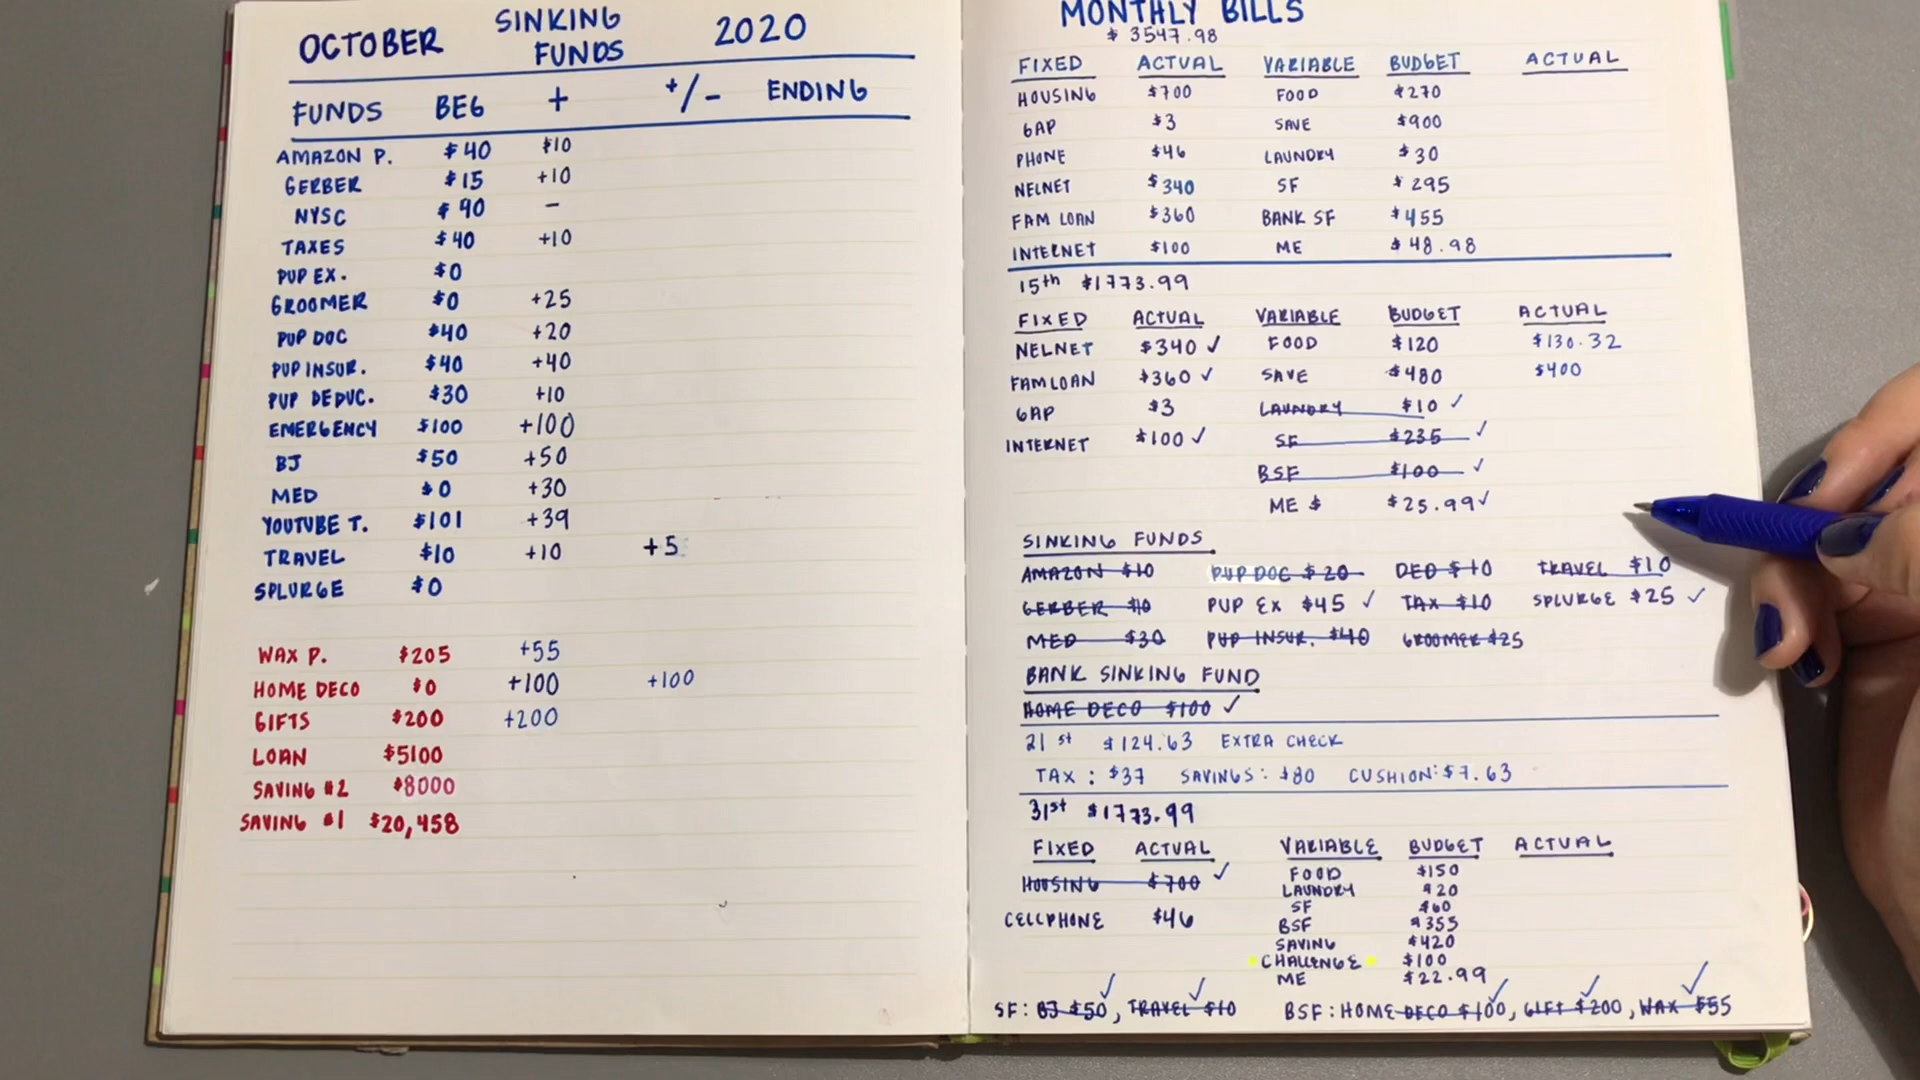 OCTOBER SINKING FUNDS 2020
FUNDS BEG + +/- ENDING
AMAZON P. $40 $10
GERBER $15 +10
NYSC $90 -
TAXES $40 +10
PUP EX. $0
GROOMER $0 +25
PUP DOC $40 +20
PUP INSUR. $40 +40
PUP DEDUC. $30 +10
EMERGENCY $100 +100
BJ $50 +50
MED $0 +30
YOUTUBE T. $101 +39
TRAVEL $10 +10 +5
SPLURGE $0
WAX P. $205 +55
HOME DECO $0 +100 +100
GIFTS $200 +200
LOAN $5100
SAVING #2 $8000
SAVING #1 $20,458
MONTHLY BILLS
$3547.98
FIXED ACTUAL VARIABLE BUDGET ACTUAL
HOUSING $700 FOOD $270
GAP $3 SAVE $900
PHONE $46 LAUNDRY $30
NELNET $340 SF $295
FAM LOAN $360 BANK SF $455
INTERNET $100 ME $48.98
15th $1773.99
FIXED ACTUAL VARIABLE BUDGET ACTUAL
NELNET $340 ✓ FOOD $120 $130.32
FAM LOAN $360 ✓ SAVE $480 $400
GAP $3 LAUNDRY $10 ✓
INTERNET $100 ✓ SF $235 ✓
BSF $100 ✓
ME $ $25.99 ✓
SINKING FUNDS
AMAZON $10 PUP DOC $20 DED $10 TRAVEL $10
GERBER $10 PUP EX $45 ✓ TAX $10 SPLURGE $25 ✓
MED $30 PUP INSUR. $40 GROOMER $25
BANK SINKING FUND
HOME DECO $100 ✓
21st $124.63 EXTRA CHECK
TAX: $37 SAVINGS: $80 CUSHION: $7.63
31st $1773.99
FIXED ACTUAL VARIABLE BUDGET ACTUAL
HOUSING $700 ✓ FOOD $150
LAUNDRY $20
CELLPHONE $46 SF $60
BSF $355
SAVING $420
CHALLENGE $100
ME $22.99
SF: BJ $50 ✓, TRAVEL $10 ✓ BSF: HOME DECO $100 ✓, GIFT $200 ✓, WAX $55 ✓